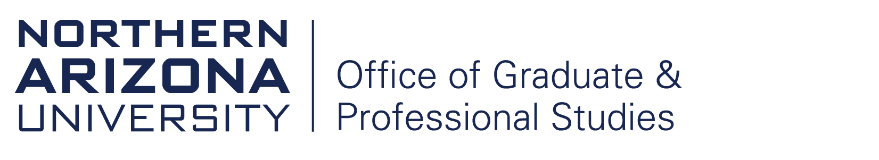 NORTHERN
ARIZONA
UNIVERSITY
Office of Graduate &
Professional Studies